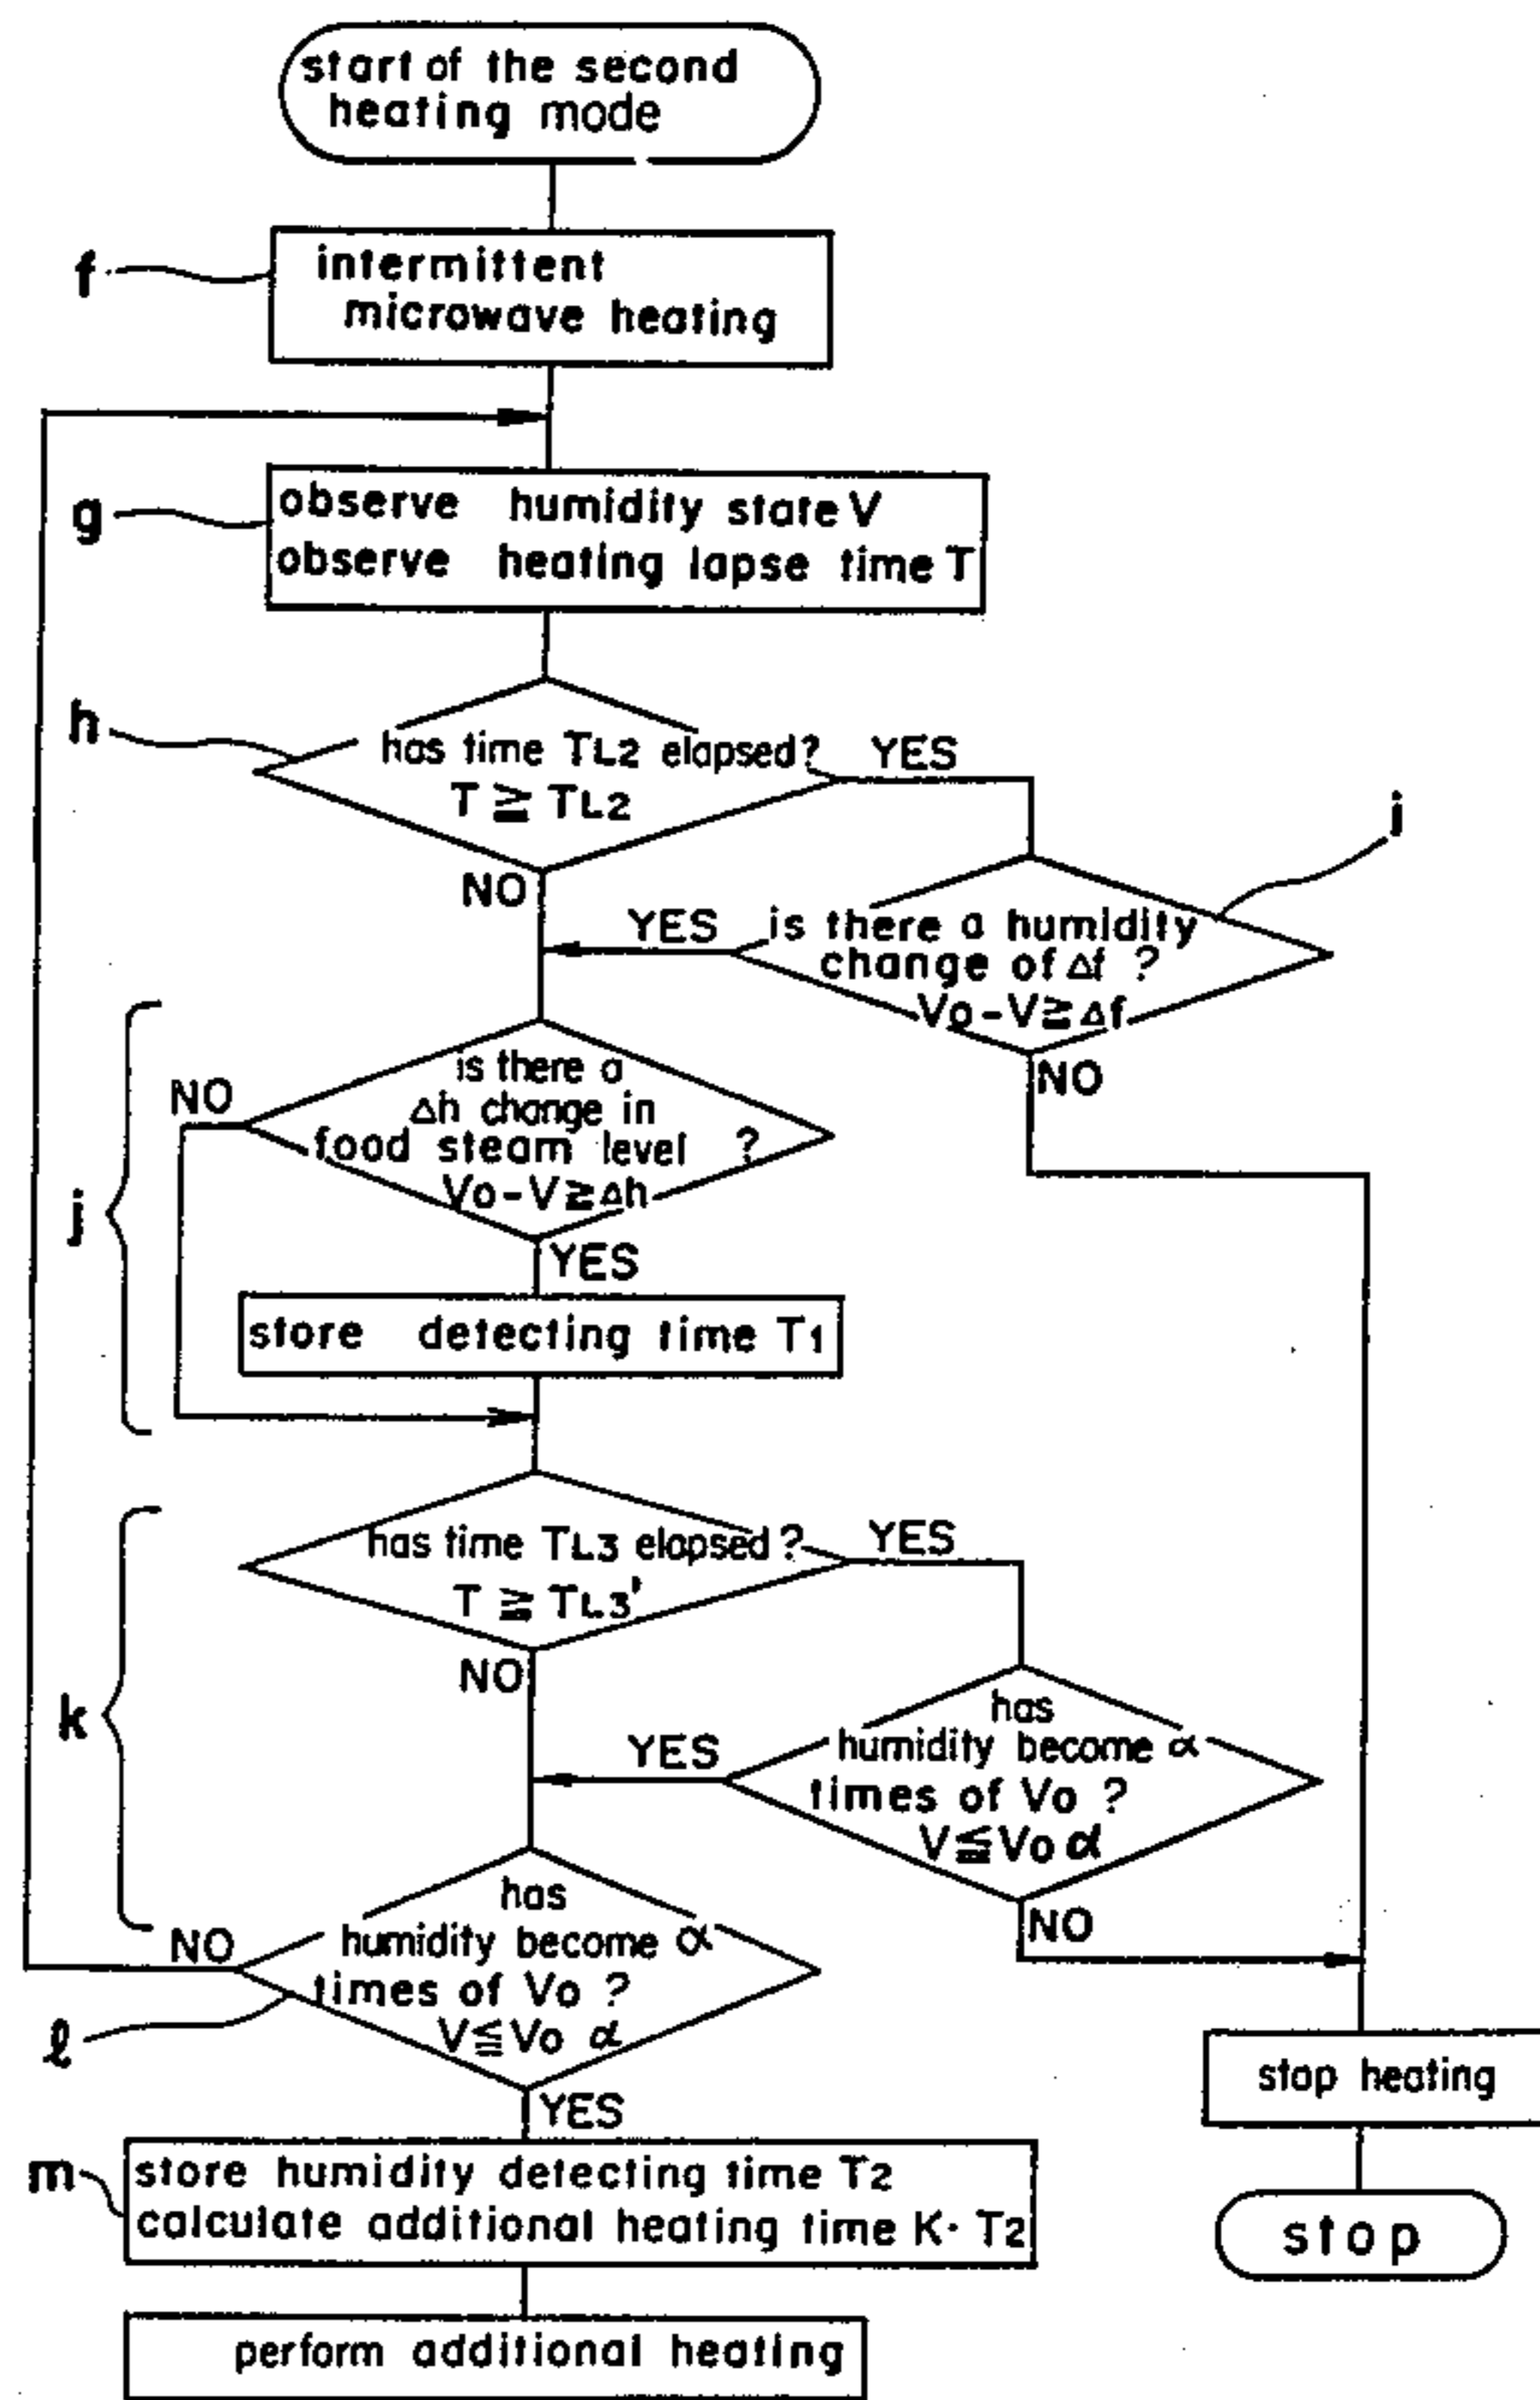 start of the second
heating mode
f
intermittent
microwave heating
g
observe humidity state V
observe heating lapse time T
h
has time TL2 elapsed?
T ≧ TL2
YES
NO
i
is there a humidity
change of Δf ?
Vo-V≧Δf
YES
NO
j
is there a
Δh change in
food steam level ?
Vo-V≧Δh
NO
YES
store detecting time T1
k
has time TL3 elapsed?
T ≧ TL3'
YES
NO
has
humidity become α
times of Vo ?
V≦Vo α
YES
NO
l
has
humidity become α
times of Vo ?
V≦Vo α
NO
YES
m
store humidity detecting time T2
calculate additional heating time K· T2
perform additional heating
stop heating
stop